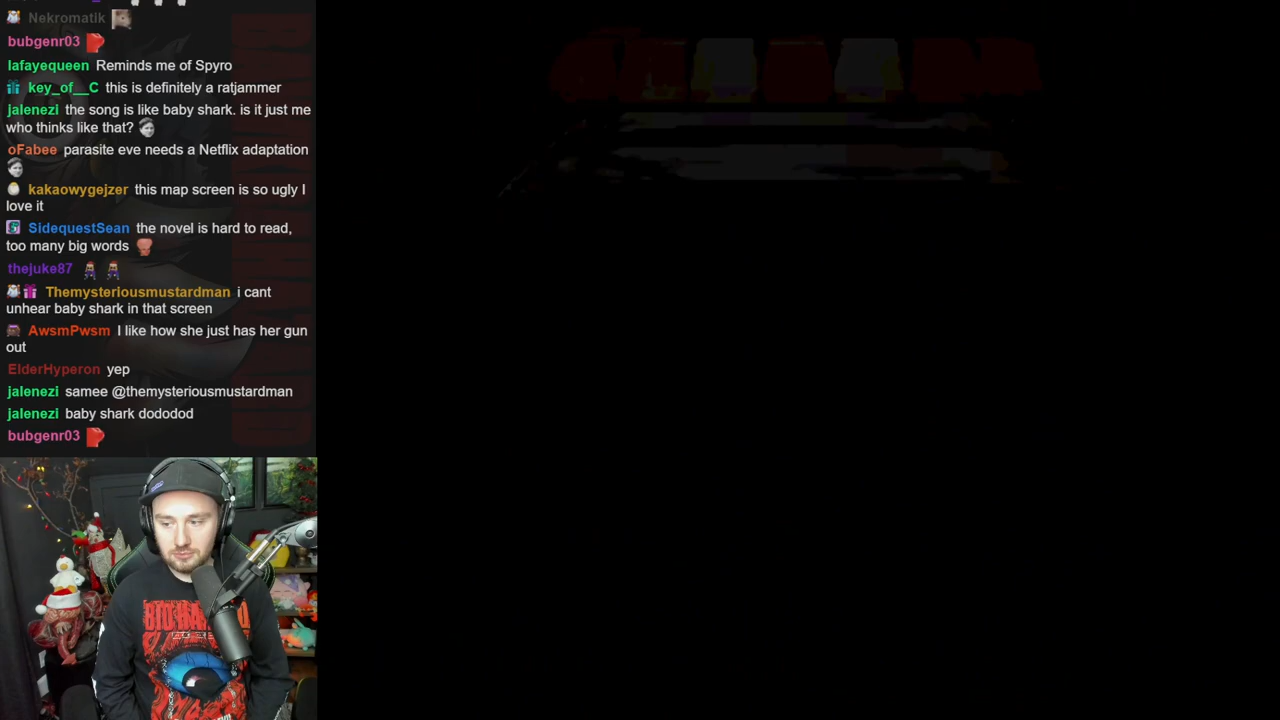 Nekromatik
bubgenr03
lafayequeen Reminds me of Spyro
key_of__C this is definitely a ratjammer
jalenezi the song is like baby shark. is it just me
who thinks like that?
oFabee parasite eve needs a Netflix adaptation
kakaowygejzer this map screen is so ugly I
love it
SidequestSean the novel is hard to read,
too many big words
thejuke87
Themysteriousmustardman i cant
unhear baby shark in that screen
AwsmPwsm I like how she just has her gun
out
ElderHyperon yep
jalenezi samee @themysteriousmustardman
jalenezi baby shark dododod
bubgenr03